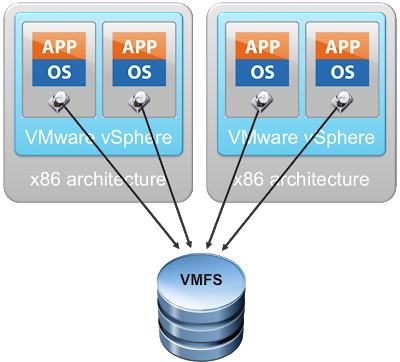 APP
OS
APP
OS
VMware vSphere
x86 architecture
APP
OS
APP
OS
VMware vSphere
x86 architecture
VMFS